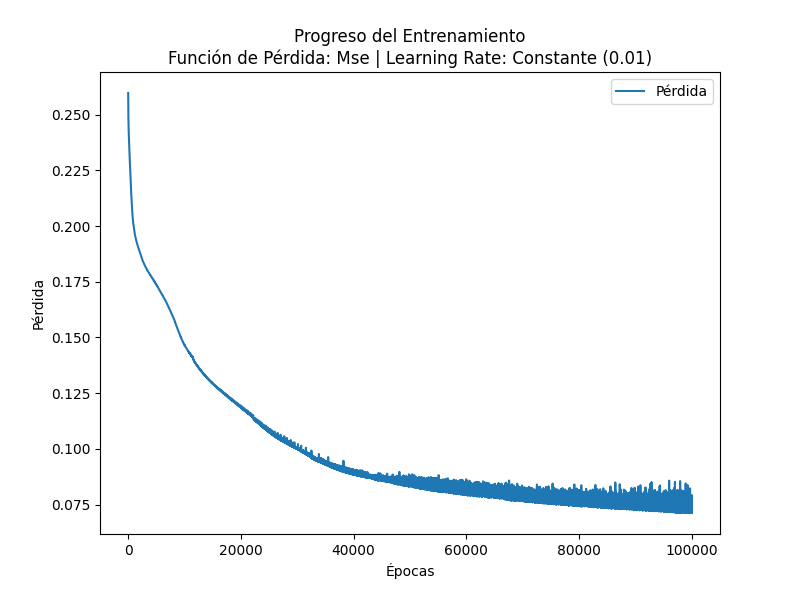 Progreso del Entrenamiento
Función de Pérdida: Mse | Learning Rate: Constante (0.01)
Pérdida
0.250
0.225
0.200
0.175
0.150
0.125
0.100
0.075
Pérdida
0
20000
40000
60000
80000
100000
Épocas